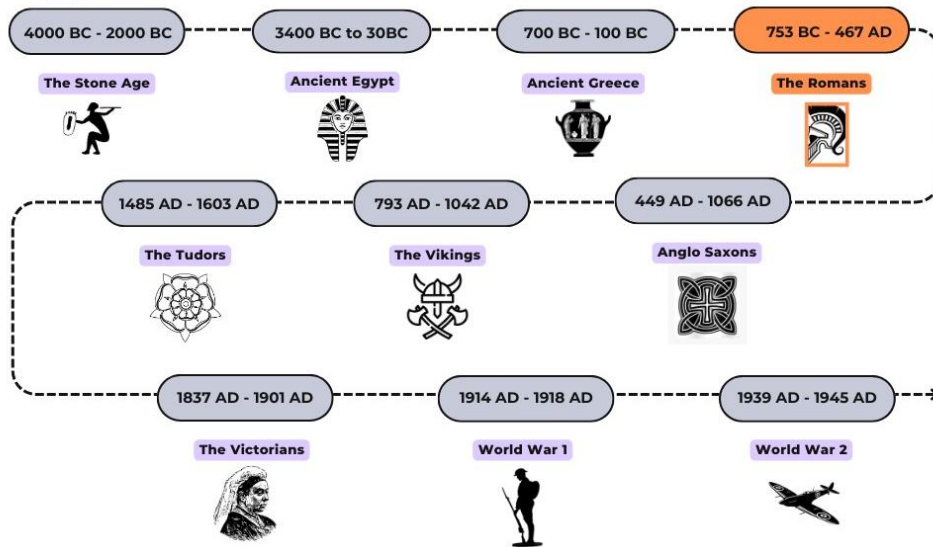 4000 BC - 2000 BC
3400 BC to 30BC
700 BC - 100 BC
753 BC - 467 AD
The Stone Age
Ancient Egypt
Ancient Greece
The Romans
1485 AD - 1603 AD
793 AD - 1042 AD
449 AD - 1066 AD
The Tudors
The Vikings
Anglo Saxons
1837 AD - 1901 AD
1914 AD - 1918 AD
1939 AD - 1945 AD
The Victorians
World War 1
World War 2